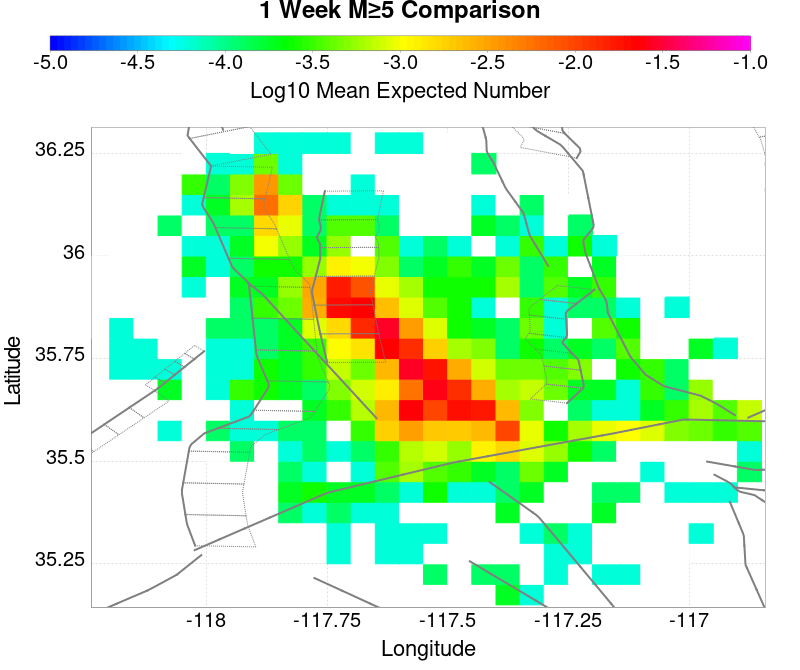 1 Week M≥5 Comparison
-5.0 -4.5 -4.0 -3.5 -3.0 -2.5 -2.0 -1.5 -1.0
Log10 Mean Expected Number
36.25
36
35.75
35.5
35.25
Latitude
-118 -117.75 -117.5 -117.25 -117
Longitude